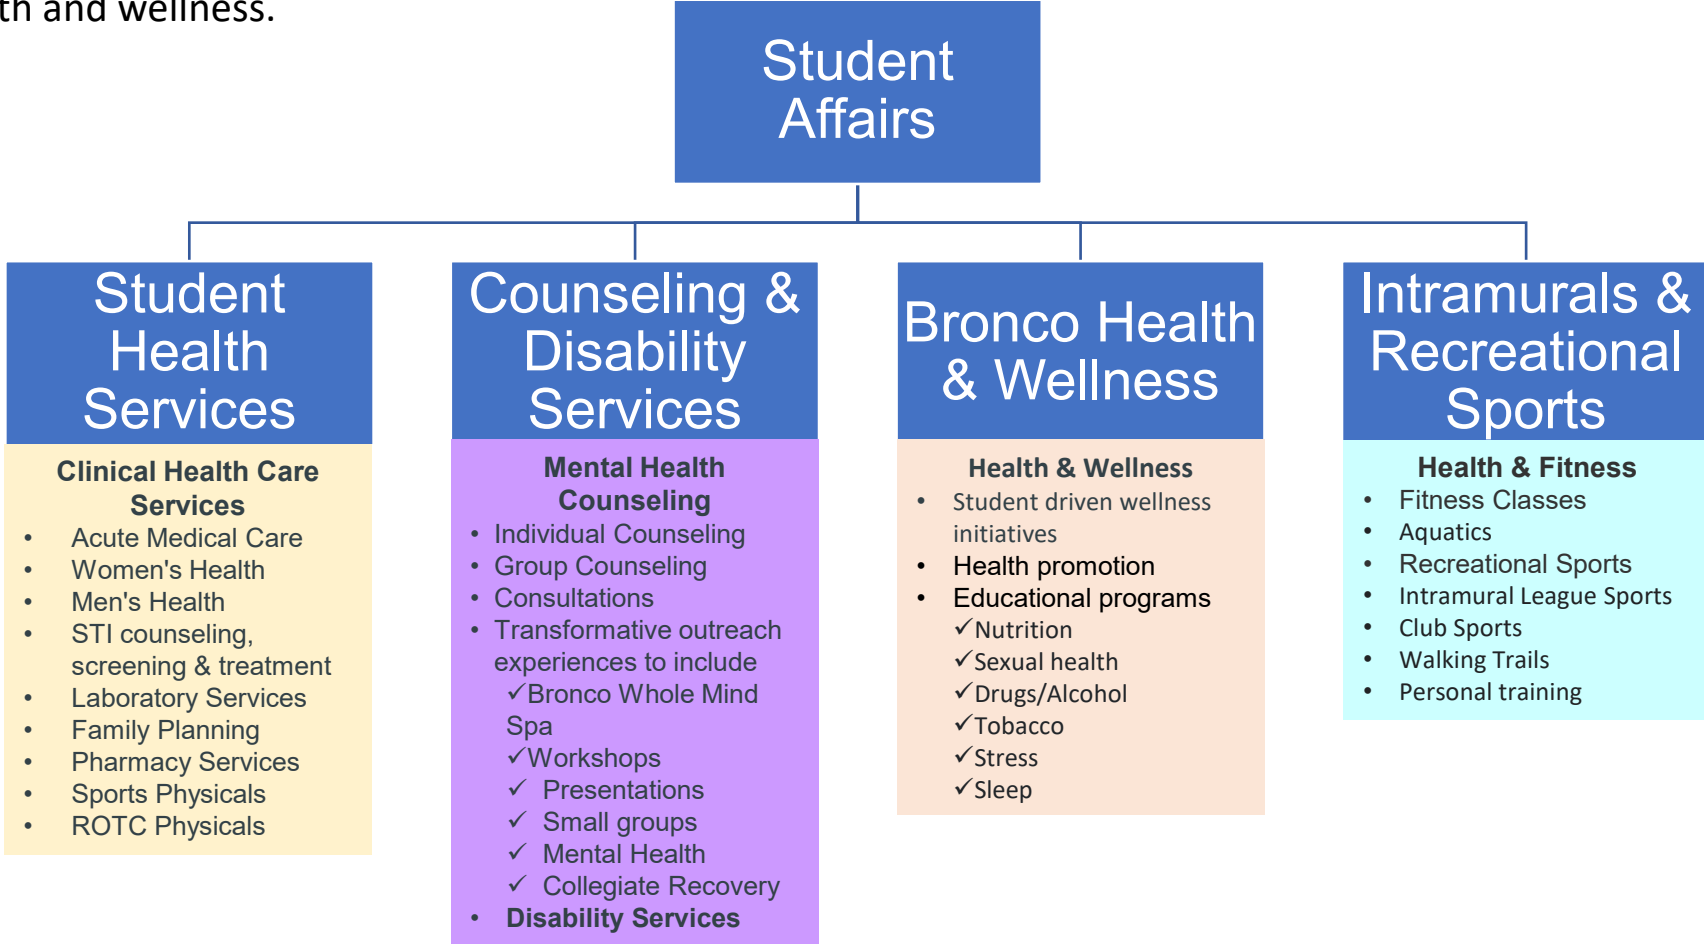 th and wellness.
Student
Affairs
Student
Health
Services
Clinical Health Care
Services
• Acute Medical Care
• Women's Health
• Men's Health
• STI counseling,
screening & treatment
• Laboratory Services
• Family Planning
• Pharmacy Services
• Sports Physicals
• ROTC Physicals
Counseling &
Disability
Services
Mental Health
Counseling
• Individual Counseling
• Group Counseling
• Consultations
• Transformative outreach
experiences to include
✓Bronco Whole Mind
Spa
✓Workshops
✓ Presentations
✓ Small groups
✓ Mental Health
✓ Collegiate Recovery
• Disability Services
Bronco Health
& Wellness
Health & Wellness
• Student driven wellness
initiatives
• Health promotion
• Educational programs
✓Nutrition
✓Sexual health
✓Drugs/Alcohol
✓Tobacco
✓Stress
✓Sleep
Intramurals &
Recreational
Sports
Health & Fitness
• Fitness Classes
• Aquatics
• Recreational Sports
• Intramural League Sports
• Club Sports
• Walking Trails
• Personal training